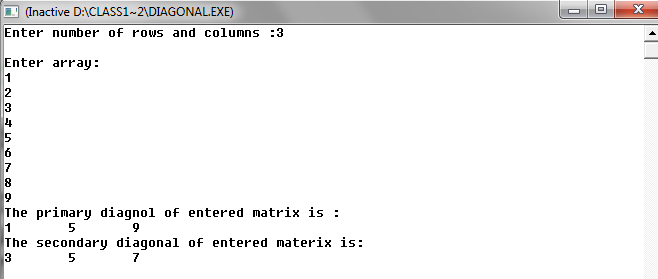 (Inactive D:\CLASS1~2\DIAGONAL.EXE)
Enter number of rows and columns :3
Enter array:
1
2
3
4
5
6
7
8
9
The primary diagnol of entered matrix is :
1 5 9
The secondary diagonal of entered materix is:
3 5 7